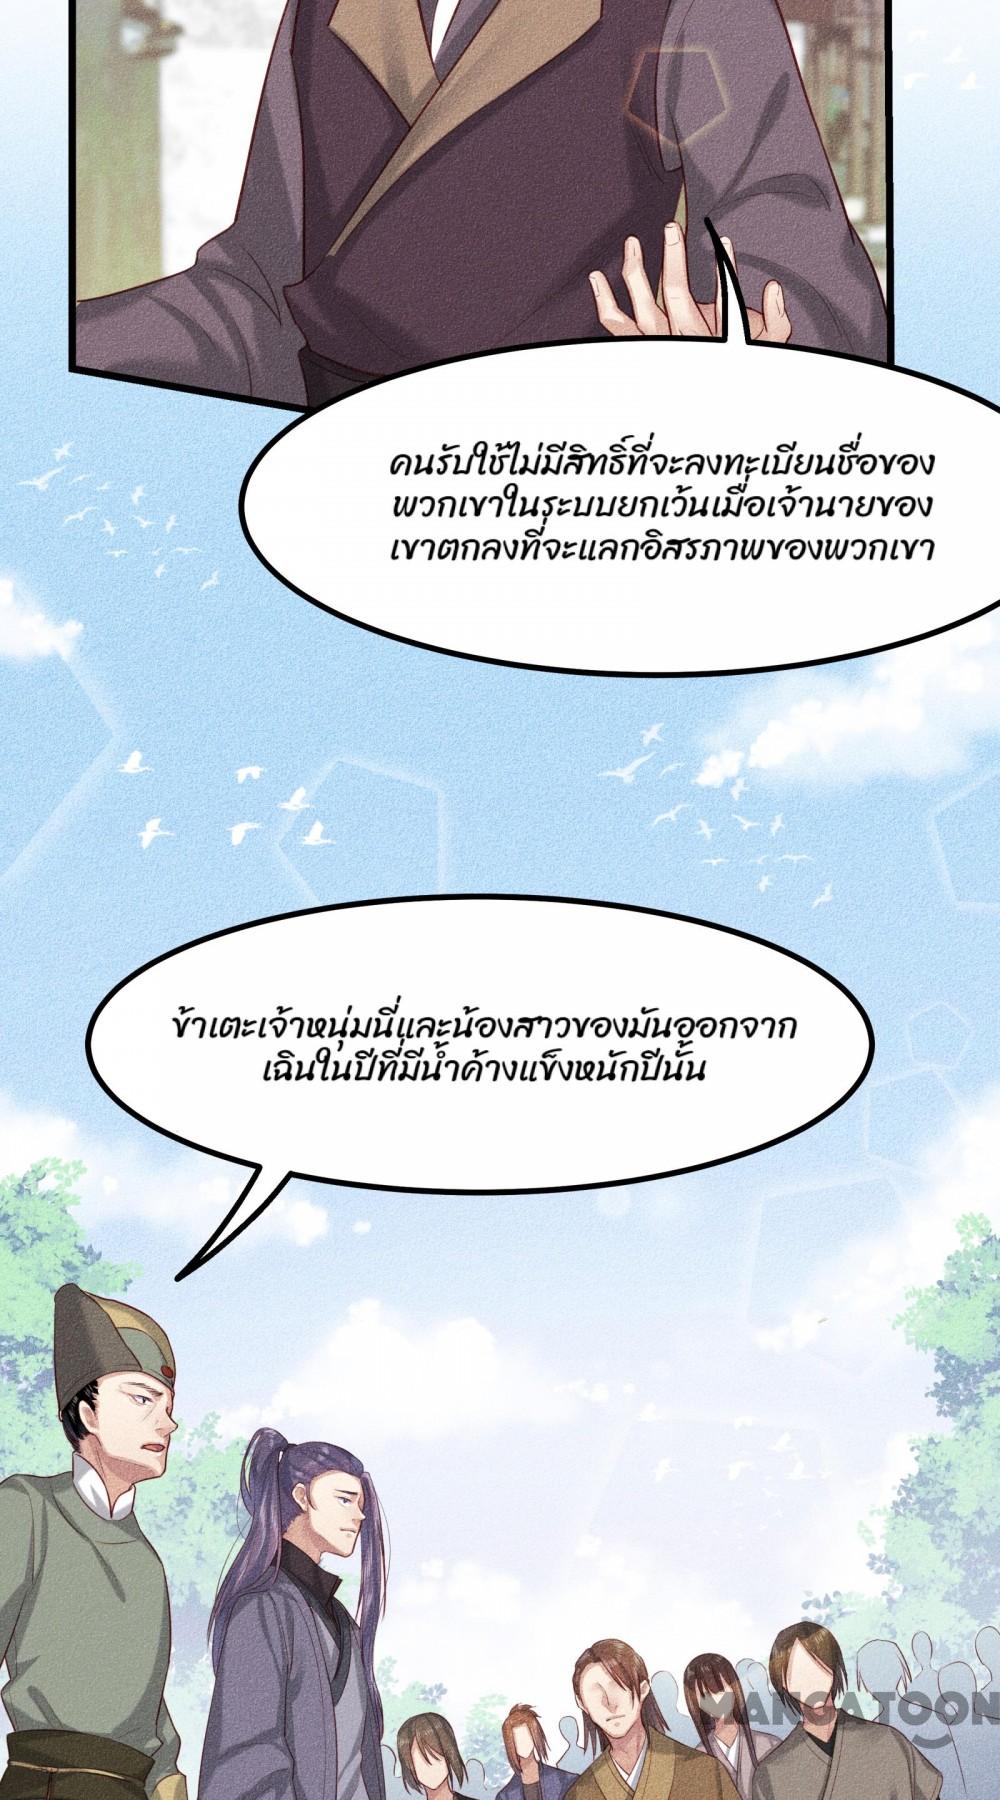 คนรับใช้ไม่มีสิทธิ์ที่จะลงทะเบียนชื่อของ
พวกเขาในระบบยกเว้นเมื่อเจ้านายของ
เขาตกลงที่จะแลกอิสรภาพของพวกเขา
ข้าเตะเจ้าหนุ่มนี่และน้องสาวของมันออกจาก
เฉินในปีที่มีน้ำค้างแข็งหนักปีนั้น
MANGATOON